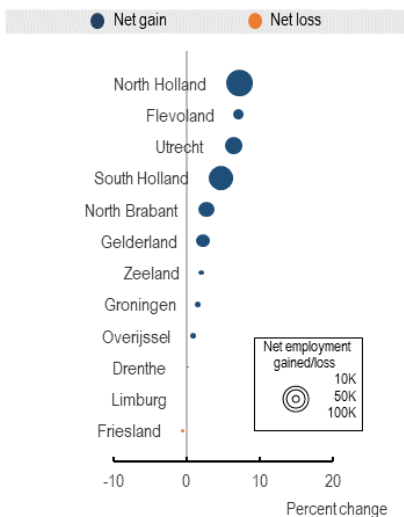 Net gain Net loss
North Holland
Flevoland
Utrecht
South Holland
North Brabant
Gelderland
Zeeland
Groningen
Overijssel
Drenthe
Limburg
Friesland
Net employment
gained/loss
10K
50K
100K
-10 0 10 20
Percent change